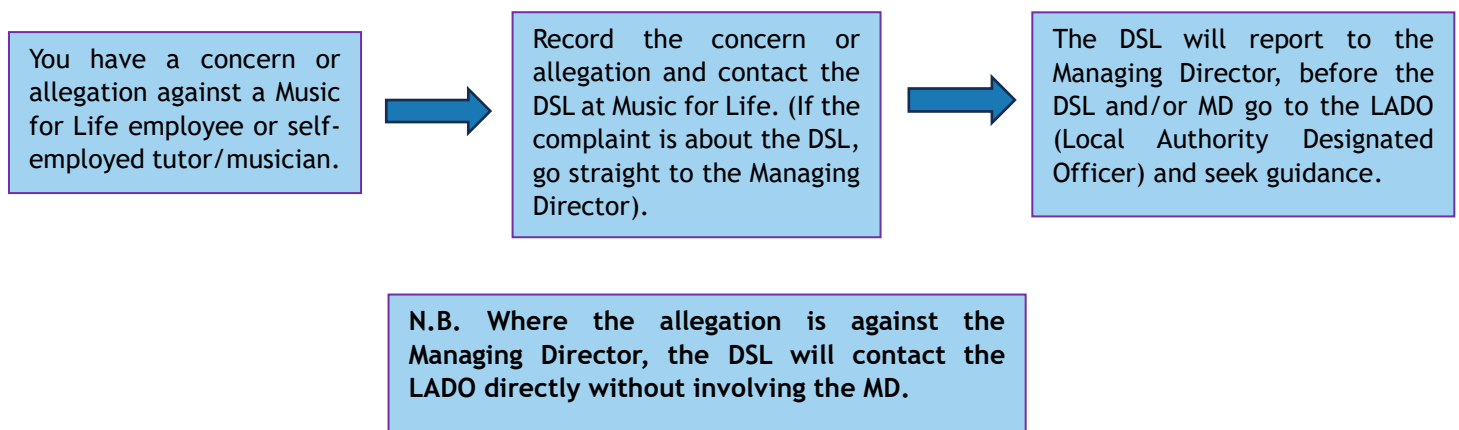 You have a concern or
allegation against a Music
for Life employee or self-
employed tutor/musician.
Record the concern or
allegation and contact the
DSL at Music for Life. (If the
complaint is about the DSL,
go straight to the Managing
Director).
The DSL will report to the
Managing Director, before the
DSL and/or MD go to the LADO
(Local Authority Designated
Officer) and seek guidance.
N.B. Where the allegation is against the
Managing Director, the DSL will contact the
LADO directly without involving the MD.